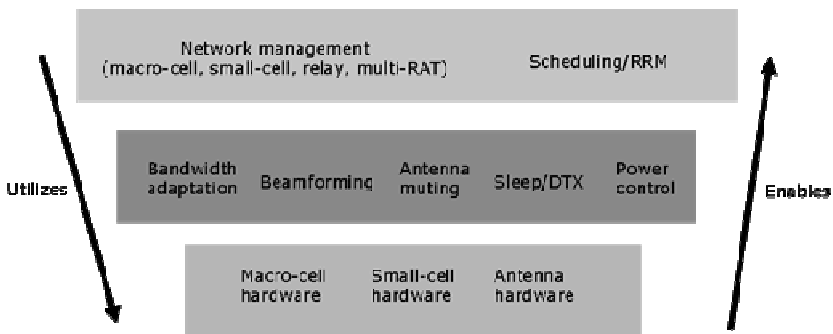 Network management
(macro-cell, small-cell, relay, multi-RAT)
Scheduling/RRM
Utilizes
Bandwidth
adaptation
Beamforming
Antenna
muting
Sleep/DTX
Power
control
Enables
Macro-cell
hardware
Small-cell
hardware
Antenna
hardware